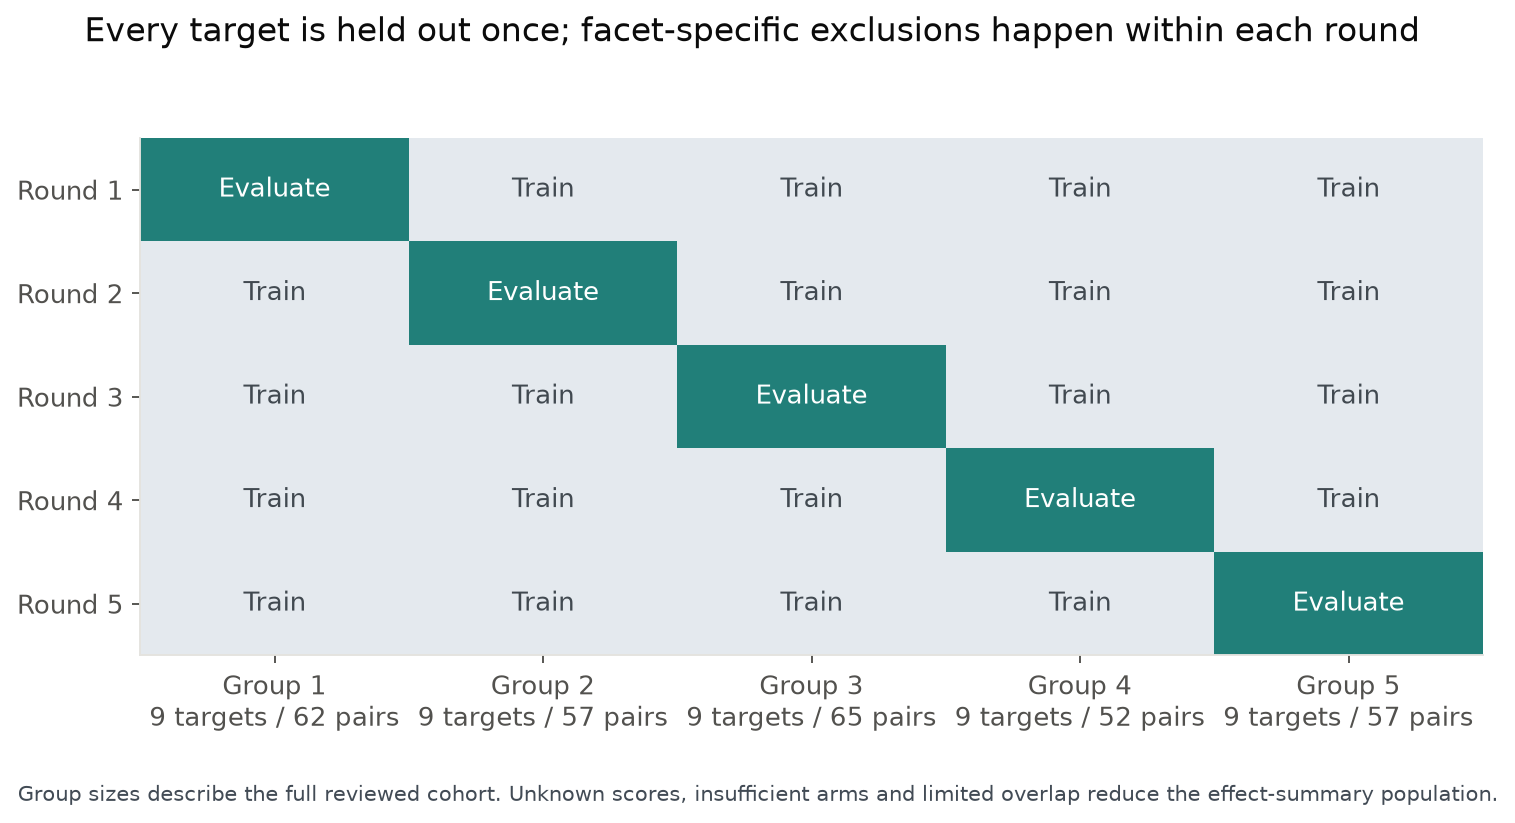 Every target is held out once; facet-specific exclusions happen within each round
Round 1 Evaluate Train Train Train Train
Round 2 Train Evaluate Train Train Train
Round 3 Train Train Evaluate Train Train
Round 4 Train Train Train Evaluate Train
Round 5 Train Train Train Train Evaluate
Group 1 Group 2 Group 3 Group 4 Group 5
9 targets / 62 pairs 9 targets / 57 pairs 9 targets / 65 pairs 9 targets / 52 pairs 9 targets / 57 pairs
Group sizes describe the full reviewed cohort. Unknown scores, insufficient arms and limited overlap reduce the effect-summary population.